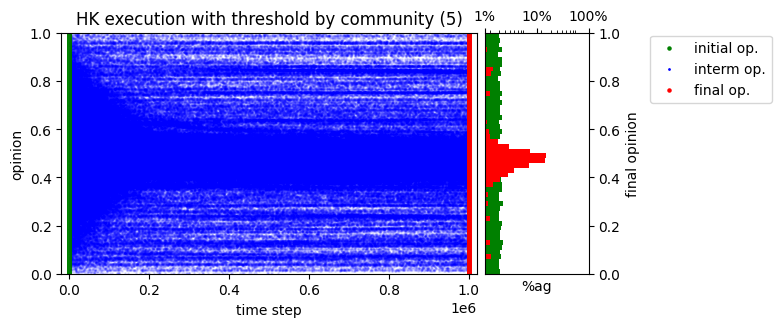 HK execution with threshold by community (5)
1% 10% 100%
initial op.
interm op.
final op.
1.0
0.8
0.6
0.4
0.2
0.0
opinion
0.0 0.2 0.4 0.6 0.8 1.0
1e6
time step
%ag
1.0
0.8
0.6
0.4
0.2
0.0
final opinion